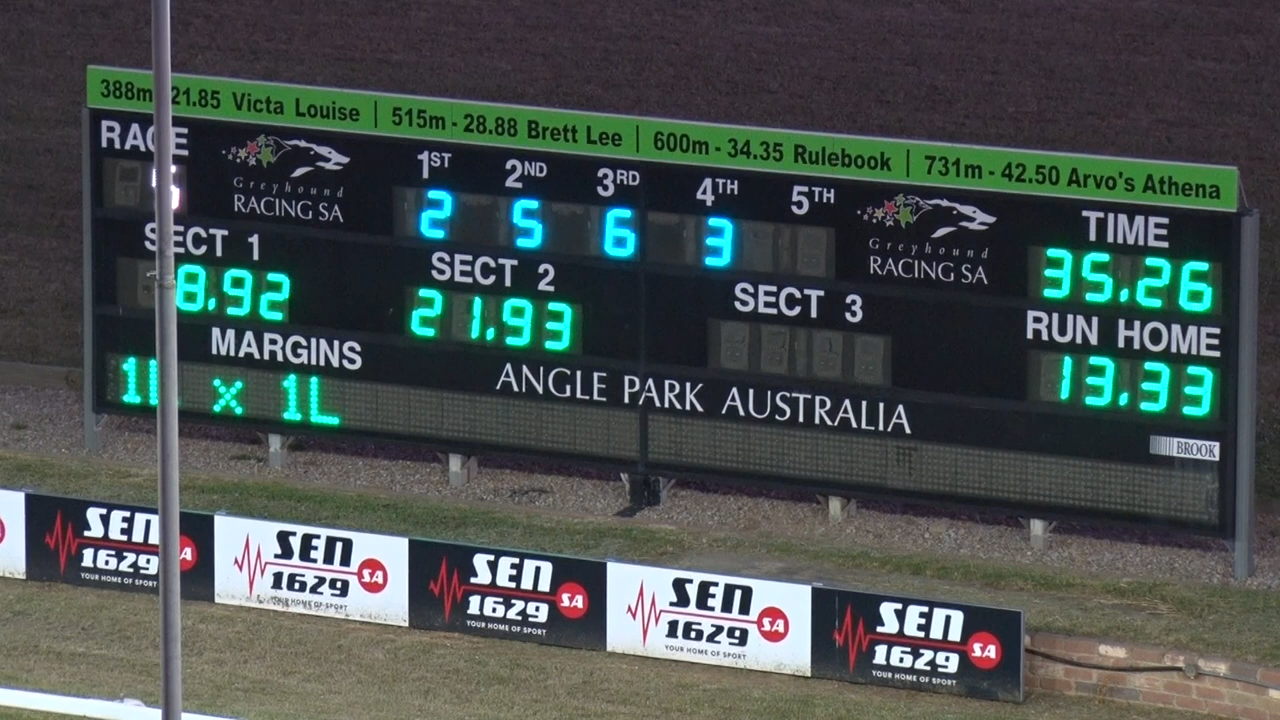 388m 21.85 Victa Louise | 515m - 28.88 Brett Lee | 600m - 34.35 Rulebook | 731m - 42.50 Arvo's Athena
RACE
Greyhound
RACING SA
1ST 2ND 3RD 4TH 5TH
2 5 6 3
Greyhound
RACING SA
TIME
35.26
SECT 1
8.92
SECT 2
21.93
SECT 3
RUN HOME
13.33
MARGINS
1L x 1L
ANGLE PARK AUSTRALIA
BROOK
SEN
1629 SA
YOUR HOME OF SPORT
SEN
1629 SA
YOUR HOME OF SPORT
SEN
1629 SA
YOUR HOME OF SPORT
SEN
1629 SA
YOUR HOME OF SPORT
SEN
1629 SA
YOUR HOME OF SPORT